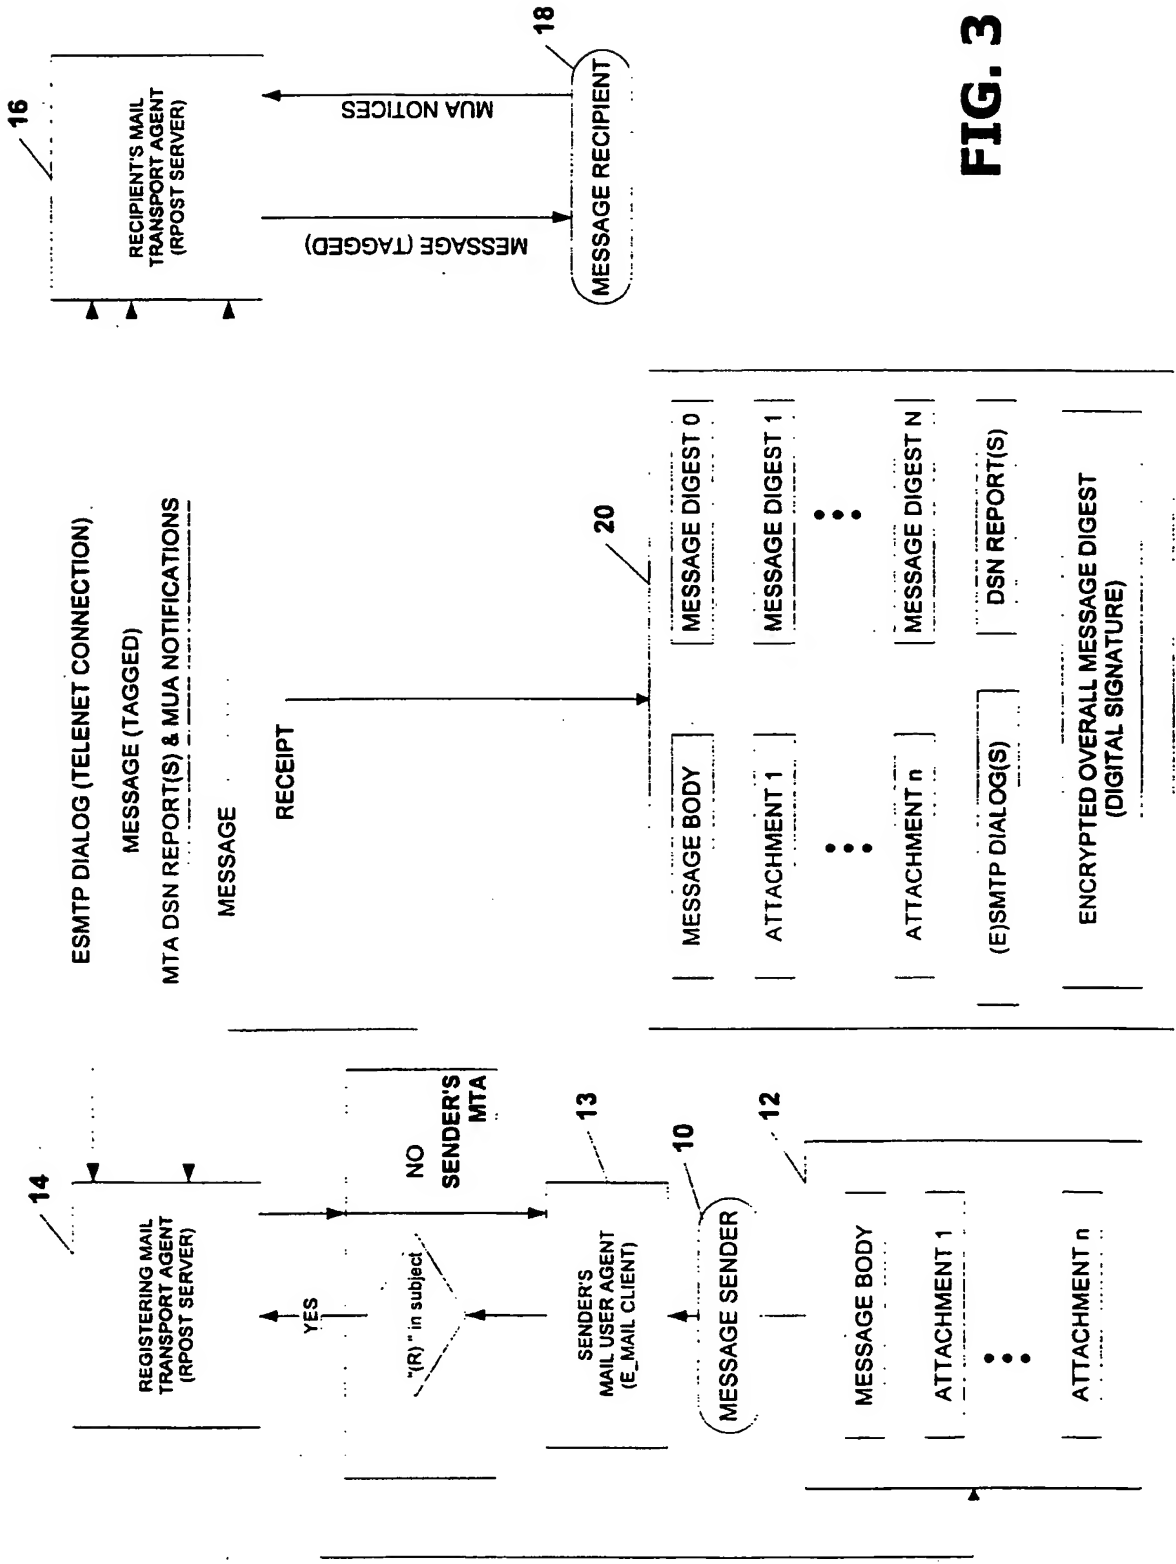 14
REGISTERING MAIL
TRANSPORT AGENT
(RPOST SERVER)
YES
"(R) " in subject
NO
SENDER'S
MTA
13
SENDER'S
MAIL USER AGENT
(E_MAIL CLIENT)
10
MESSAGE SENDER
12
MESSAGE BODY
ATTACHMENT 1
ATTACHMENT n
ESMTP DIALOG (TELENET CONNECTION)
MESSAGE (TAGGED)
MTA DSN REPORT(S) & MUA NOTIFICATIONS
MESSAGE
RECEIPT
20
MESSAGE BODY
MESSAGE DIGEST 0
ATTACHMENT 1
MESSAGE DIGEST 1
ATTACHMENT n
MESSAGE DIGEST N
(E)SMTP DIALOG(S)
DSN REPORT(S)
ENCRYPTED OVERALL MESSAGE DIGEST
(DIGITAL SIGNATURE)
16
RECIPIENT'S MAIL
TRANSPORT AGENT
(RPOST SERVER)
MESSAGE (TAGGED)
MUA NOTICES
18
MESSAGE RECIPIENT
FIG. 3